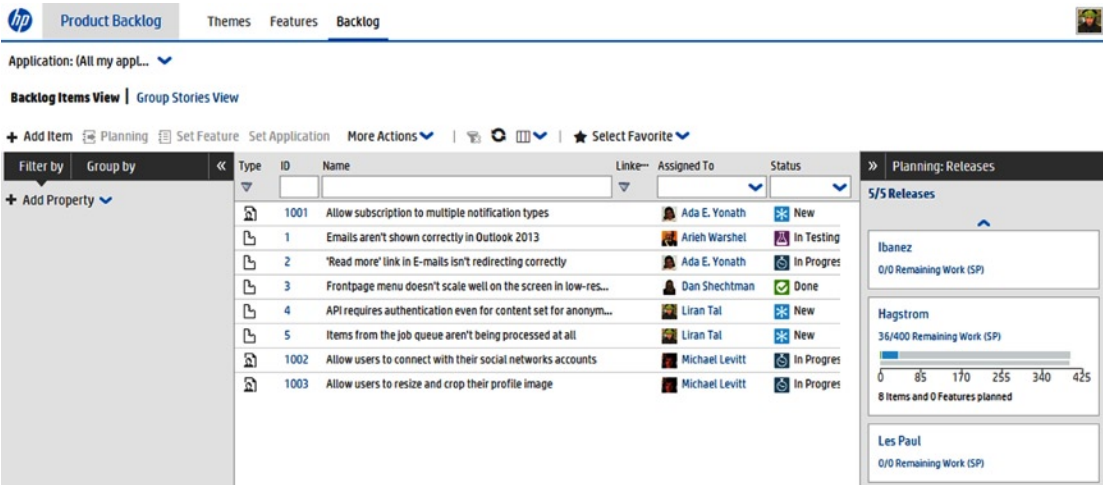 hp Product Backlog Themes Features Backlog
Application: (All my appl...
Backlog Items View | Group Stories View
+ Add Item Planning Set Feature Set Application More Actions | | Select Favorite
Filter by Group by « Type ID Name Linke... Assigned To Status » Planning: Releases
+ Add Property
5/5 Releases
1001 Allow subscription to multiple notification types Ada E. Yonath New
1 Emails aren't shown correctly in Outlook 2013 Arieh Warshel In Testing
2 'Read more' link in E-mails isn't redirecting correctly Ada E. Yonath In Progres
3 Frontpage menu doesn't scale well on the screen in low-res... Dan Shechtman Done
4 API requires authentication even for content set for anonym... Liran Tal New
5 Items from the job queue aren't being processed at all Liran Tal New
1002 Allow users to connect with their social networks accounts Michael Levitt In Progres
1003 Allow users to resize and crop their profile image Michael Levitt In Progres
Ibanez
0/0 Remaining Work (SP)
Hagstrom
36/400 Remaining Work (SP)
0 85 170 255 340 425
8 Items and 0 Features planned
Les Paul
0/0 Remaining Work (SP)